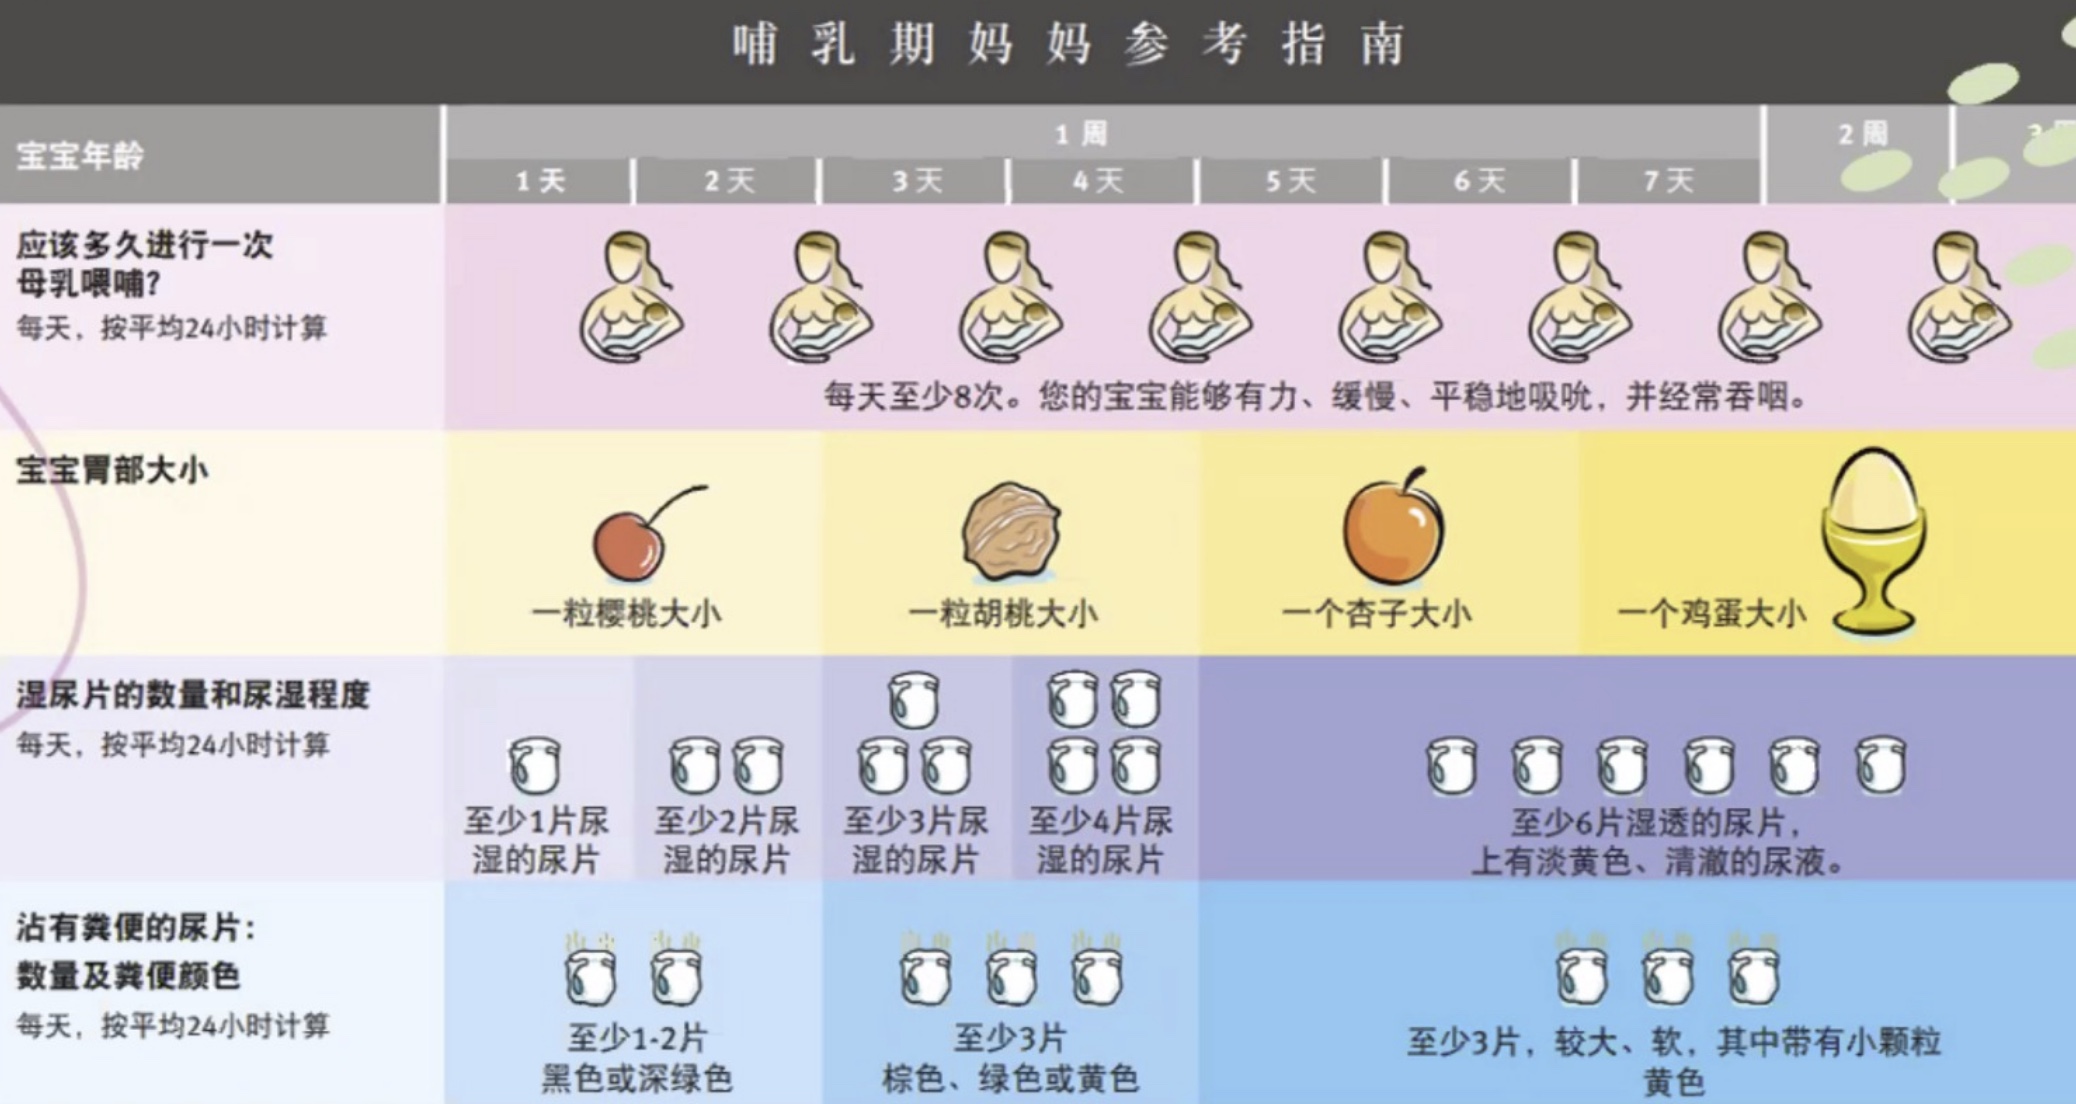 哺乳期妈妈参考指南
宝宝年龄
1 周
2 周
1 天
2 天
3 天
4 天
5 天
6 天
7 天
应该多久进行一次
母乳喂哺?
每天，按平均24小时计算
每天至少8次。您的宝宝能够有力、缓慢、平稳地吸吮，并经常吞咽。
宝宝胃部大小
一粒樱桃大小
一粒胡桃大小
一个杏子大小
一个鸡蛋大小
湿尿片的数量和尿湿程度
每天，按平均24小时计算
至少1片尿
湿的尿片
至少2片尿
湿的尿片
至少3片尿
湿的尿片
至少4片尿
湿的尿片
至少6片湿透的尿片，
上有淡黄色、清澈的尿液。
沾有粪便的尿片：
数量及粪便颜色
每天，按平均24小时计算
至少1-2片
黑色或深绿色
至少3片
棕色、绿色或黄色
至少3片，较大、软，其中带有小颗粒
黄色